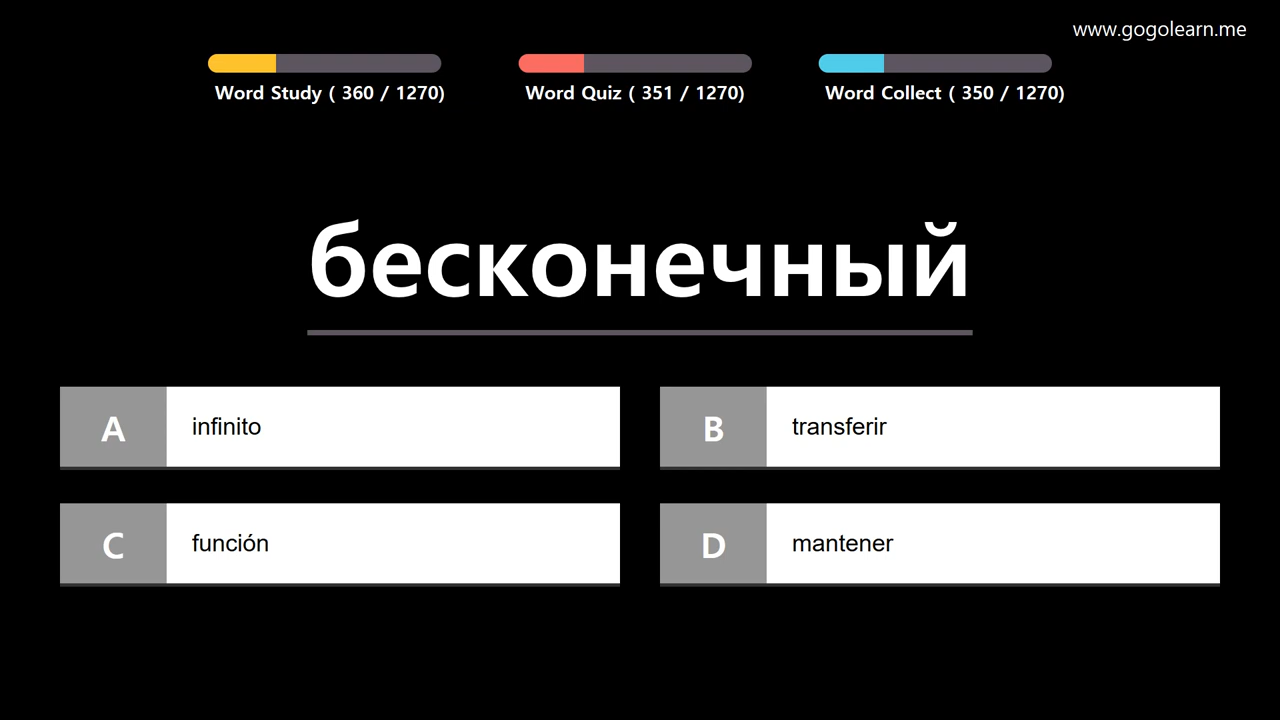 www.gogolearn.me
Word Study ( 360 / 1270)
Word Quiz ( 351 / 1270)
Word Collect ( 350 / 1270)
бесконечный
A infinito
B transferir
C función
D mantener